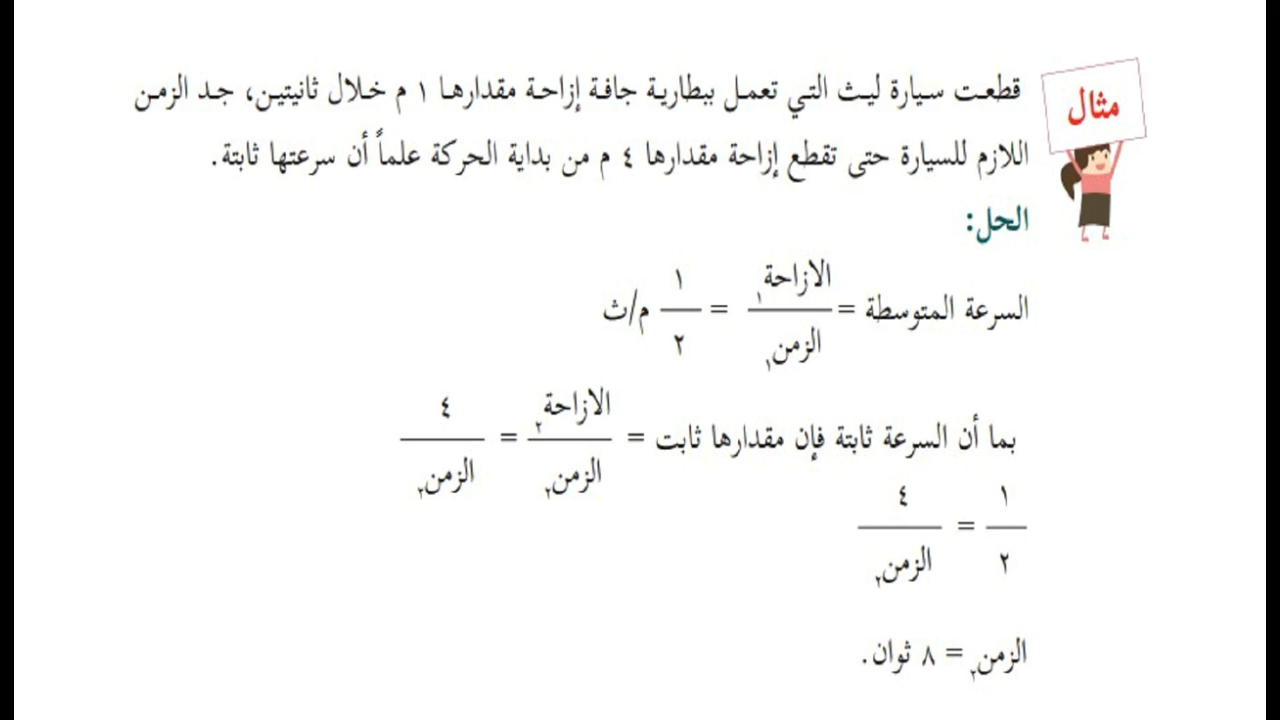 مثال
قطعت سيارة ليث التي تعمل ببطارية جافة إزاحة مقدارها ١ م خلال ثانيتين، جد الزمن
اللازم للسيارة حتى تقطع إزاحة مقدارها ٤ م من بداية الحركة علماً أن سرعتها ثابتة.
الحل:
السرعة المتوسطة = الازاحة١ / الزمن١ = ١ / ٢ م/ث
بما أن السرعة ثابتة فإن مقدارها ثابت = الازاحة٢ / الزمن٢ = ٤ / الزمن٢
١ / ٢ = ٤ / الزمن٢
الزمن٢ = ٨ ثوان.